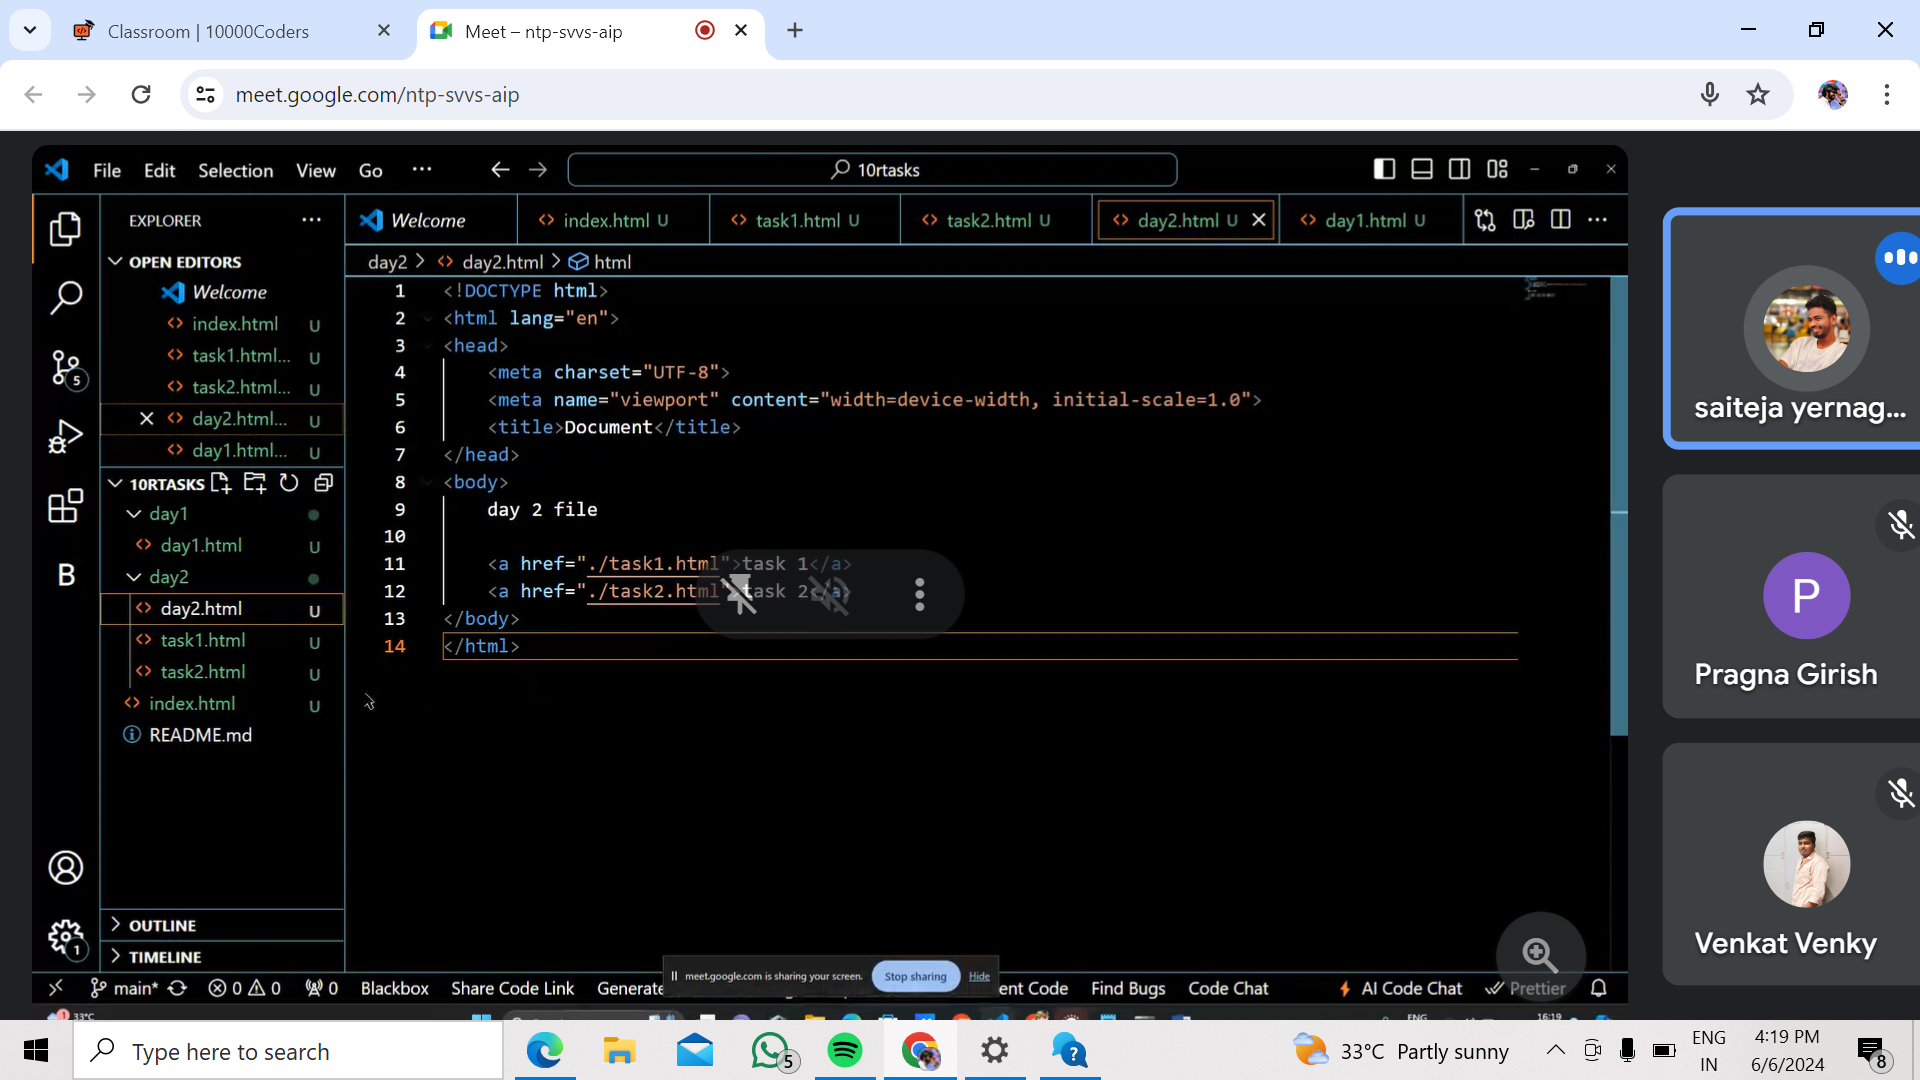 Classroom | 10000Coders
Meet – ntp-svvs-aip
meet.google.com/ntp-svvs-aip
File Edit Selection View Go ···
10rtasks
EXPLORER
Welcome
index.html U
task1.html U
task2.html U
day2.html U
day1.html U
day2 > day2.html > html
OPEN EDITORS
Welcome
index.html U
task1.html... U
task2.html... U
day2.html... U
day1.html... U
10RTASKS
day1
day1.html U
day2
day2.html U
task1.html U
task2.html U
index.html U
README.md
OUTLINE
TIMELINE
5
B
1
1 <!DOCTYPE html>
2 <html lang="en">
3 <head>
4 <meta charset="UTF-8">
5 <meta name="viewport" content="width=device-width, initial-scale=1.0">
6 <title>Document</title>
7 </head>
8 <body>
9 day 2 file
10
11 <a href="./task1.html">task 1</a>
12 <a href="./task2.html">task 2</a>
13 </body>
14 </html>
saiteja yernag...
P
Pragna Girish
Venkat Venky
meet.google.com is sharing your screen. Stop sharing Hide
main* 0 0 0 Blackbox Share Code Link Generate Code Find Bugs Code Chat AI Code Chat Prettier
33°C
ENG
16:19
Type here to search
5
33°C Partly sunny
ENG
IN
4:19 PM
6/6/2024
8